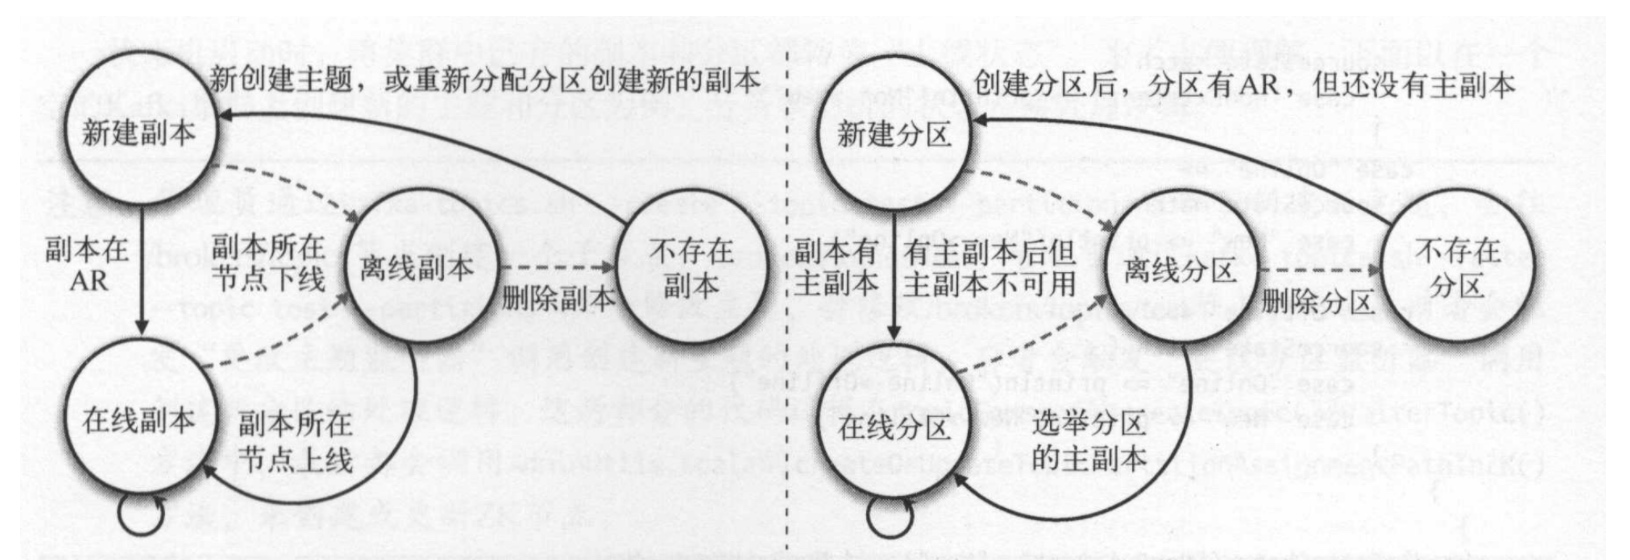 新创建主题，或重新分配分区创建新的副本
新建副本
副本在
AR
副本所在
节点下线
离线副本
删除副本
不存在
副本
在线副本
副本所在
节点上线
创建分区后，分区有AR，但还没有主副本
新建分区
副本有
主副本
有主副本后但
主副本不可用
离线分区
删除分区
不存在
分区
在线分区
选举分区
的主副本